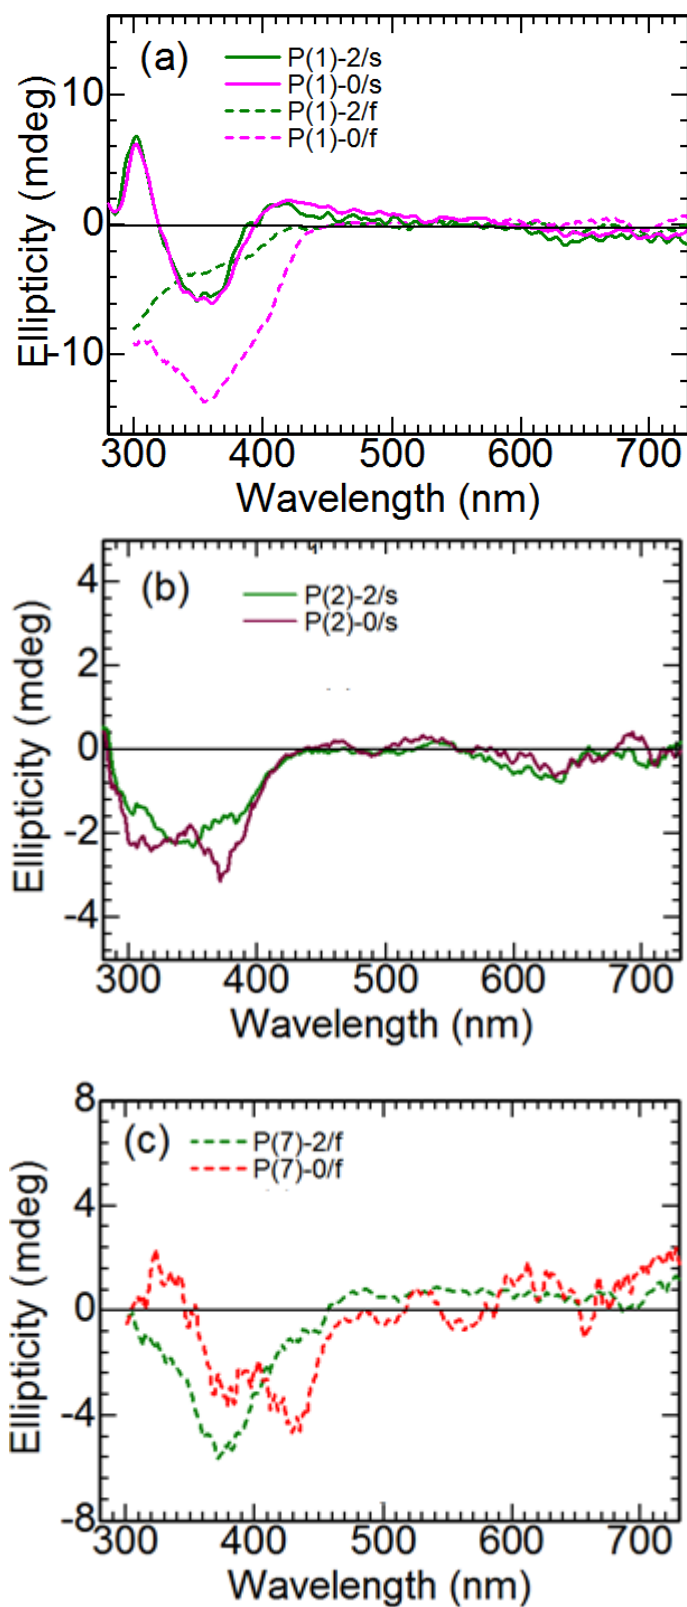 (a)
P(1)-2/s
P(1)-0/s
P(1)-2/f
P(1)-0/f
10
0
-10
Ellipticity (mdeg)
300 400 500 600 700
Wavelength (nm)
(b)
P(2)-2/s
P(2)-0/s
4
2
0
-2
-4
Ellipticity (mdeg)
300 400 500 600 700
Wavelength (nm)
(c)
P(7)-2/f
P(7)-0/f
8
4
0
-4
-8
Ellipticity (mdeg)
300 400 500 600 700
Wavelength (nm)